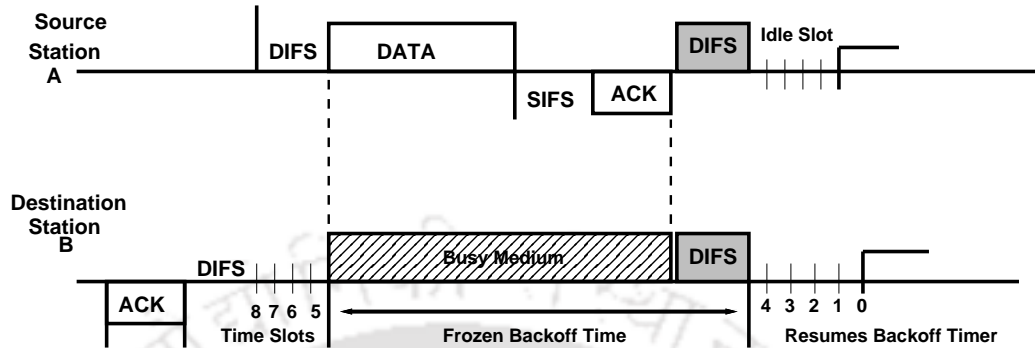 Source
Station
A
DIFS
DATA
SIFS
ACK
DIFS
Idle Slot
Destination
Station
B
ACK
DIFS
8 7 6 5
Time Slots
Busy Medium
Frozen Backoff Time
DIFS
4 3 2 1 0
Resumes Backoff Timer